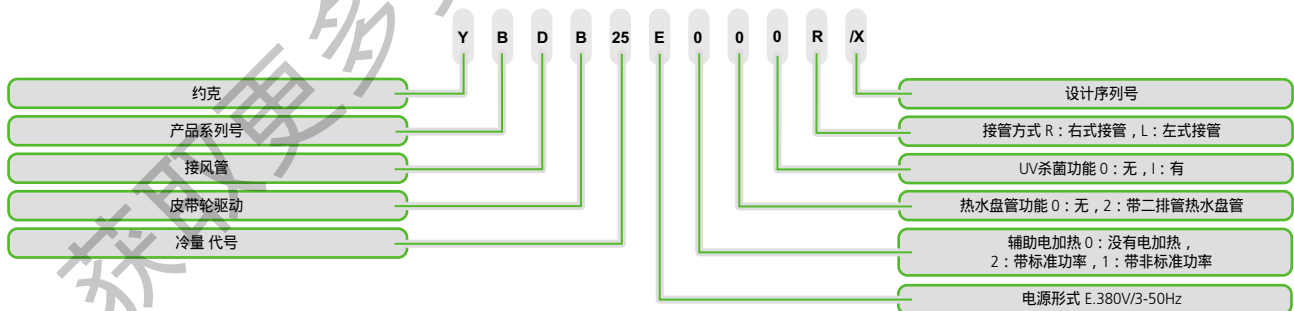 Y B D B 25 E 0 0 0 R /X
约克
产品系列号
接风管
皮带轮驱动
冷量 代号
设计序列号
接管方式 R：右式接管，L：左式接管
UV杀菌功能 0：无，I：有
热水盘管功能 0：无，2：带二排管热水盘管
辅助电加热 0：没有电加热，
2：带标准功率，1：带非标准功率
电源形式 E.380V/3-50Hz
获取更多